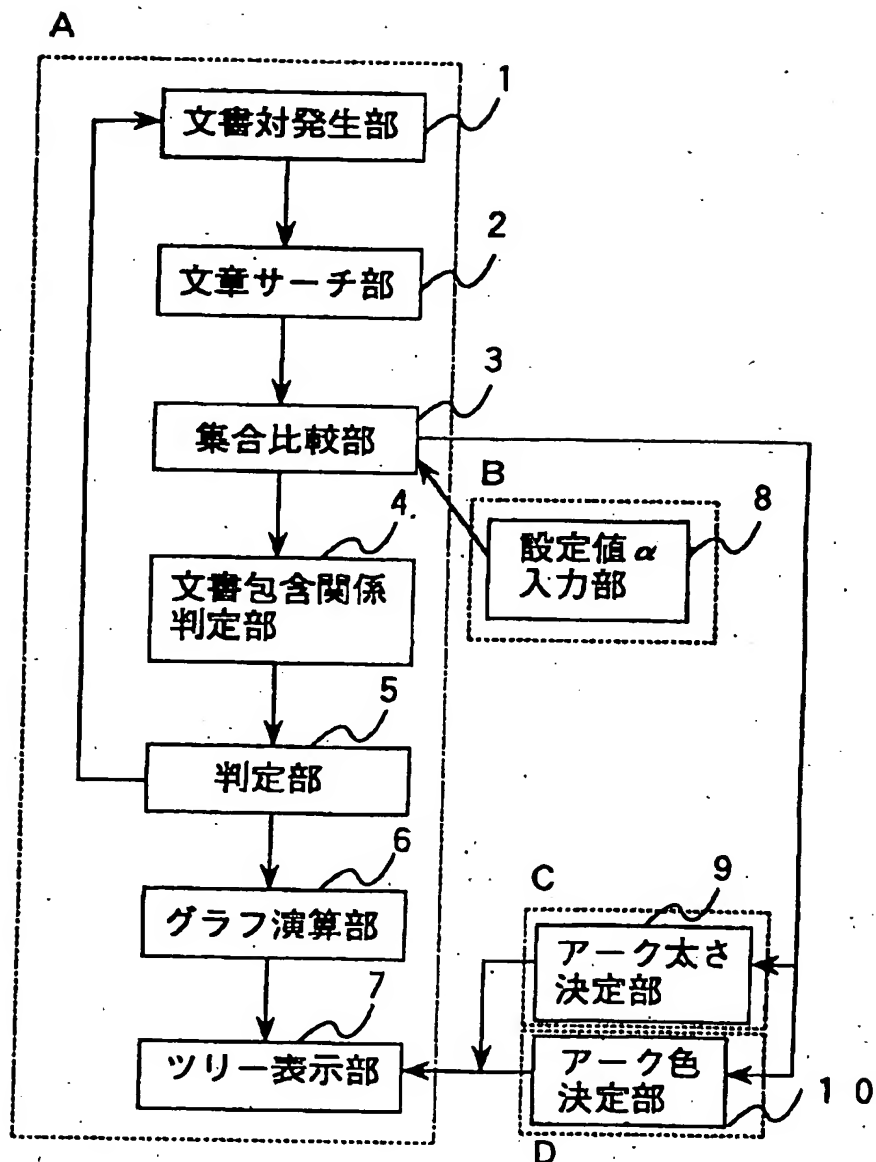 A
文書対発生部
1
文章サーチ部
2
集合比較部
3
B
設定値α
入力部
8
文書包含関係
判定部
4
判定部
5
グラフ演算部
6
ツリー表示部
7
C
アーク太さ
決定部
9
アーク色
決定部
10
D